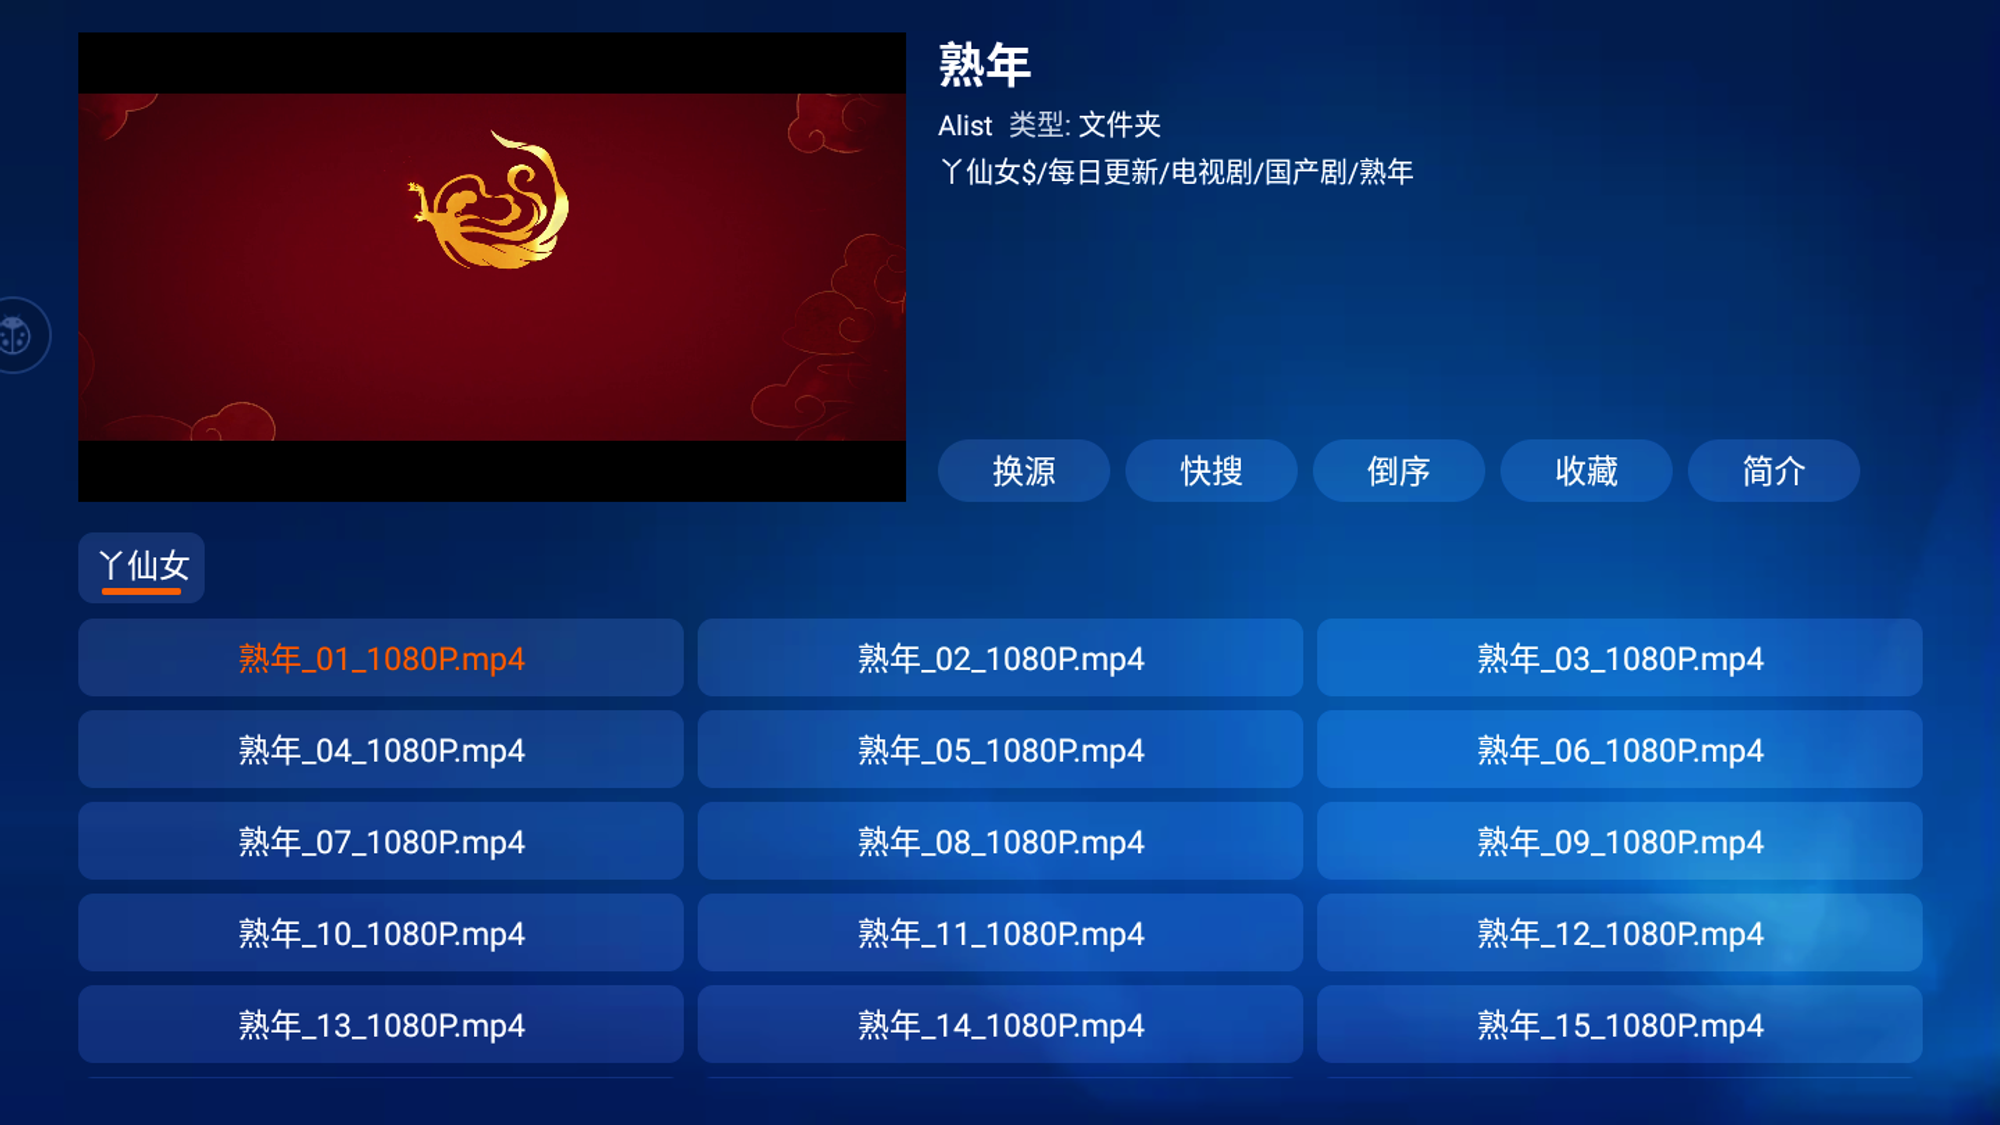 熟年
Alist 类型: 文件夹
丫仙女$/每日更新/电视剧/国产剧/熟年
换源 快搜 倒序 收藏 简介
丫仙女
熟年_01_1080P.mp4 熟年_02_1080P.mp4 熟年_03_1080P.mp4
熟年_04_1080P.mp4 熟年_05_1080P.mp4 熟年_06_1080P.mp4
熟年_07_1080P.mp4 熟年_08_1080P.mp4 熟年_09_1080P.mp4
熟年_10_1080P.mp4 熟年_11_1080P.mp4 熟年_12_1080P.mp4
熟年_13_1080P.mp4 熟年_14_1080P.mp4 熟年_15_1080P.mp4